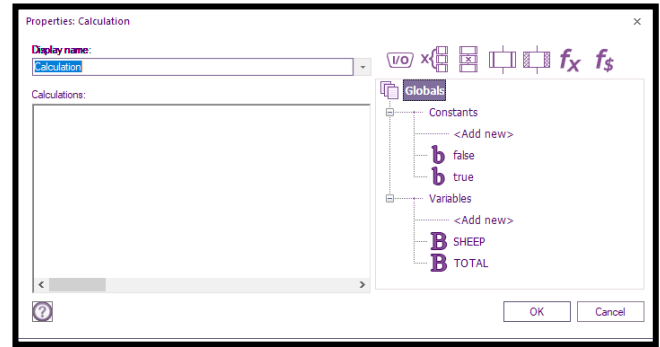 Properties: Calculation
Display name:
Calculation
I/O x fx f$
Calculations:
Globals
Constants
<Add new>
b false
b true
Variables
<Add new>
B SHEEP
B TOTAL
?
OK Cancel